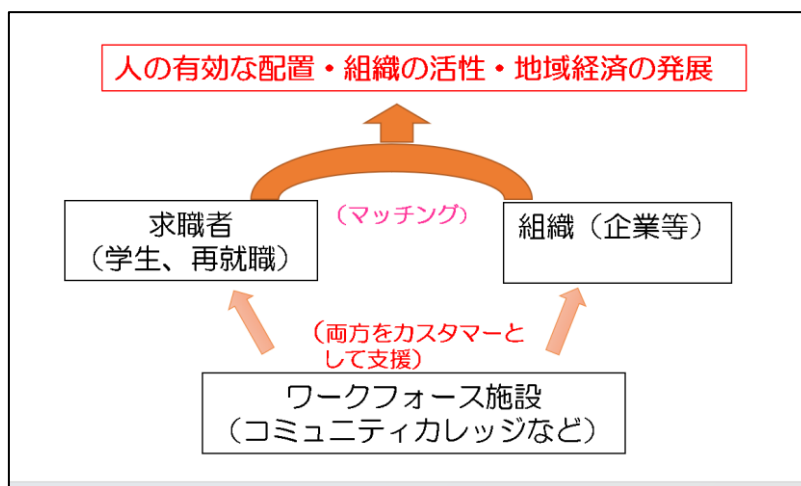 人の有効な配置・組織の活性・地域経済の発展
求職者
（学生、再就職）
（マッチング）
組織（企業等）
（両方をカスタマーと
して支援）
ワークフォース施設
（コミュニティカレッジなど）